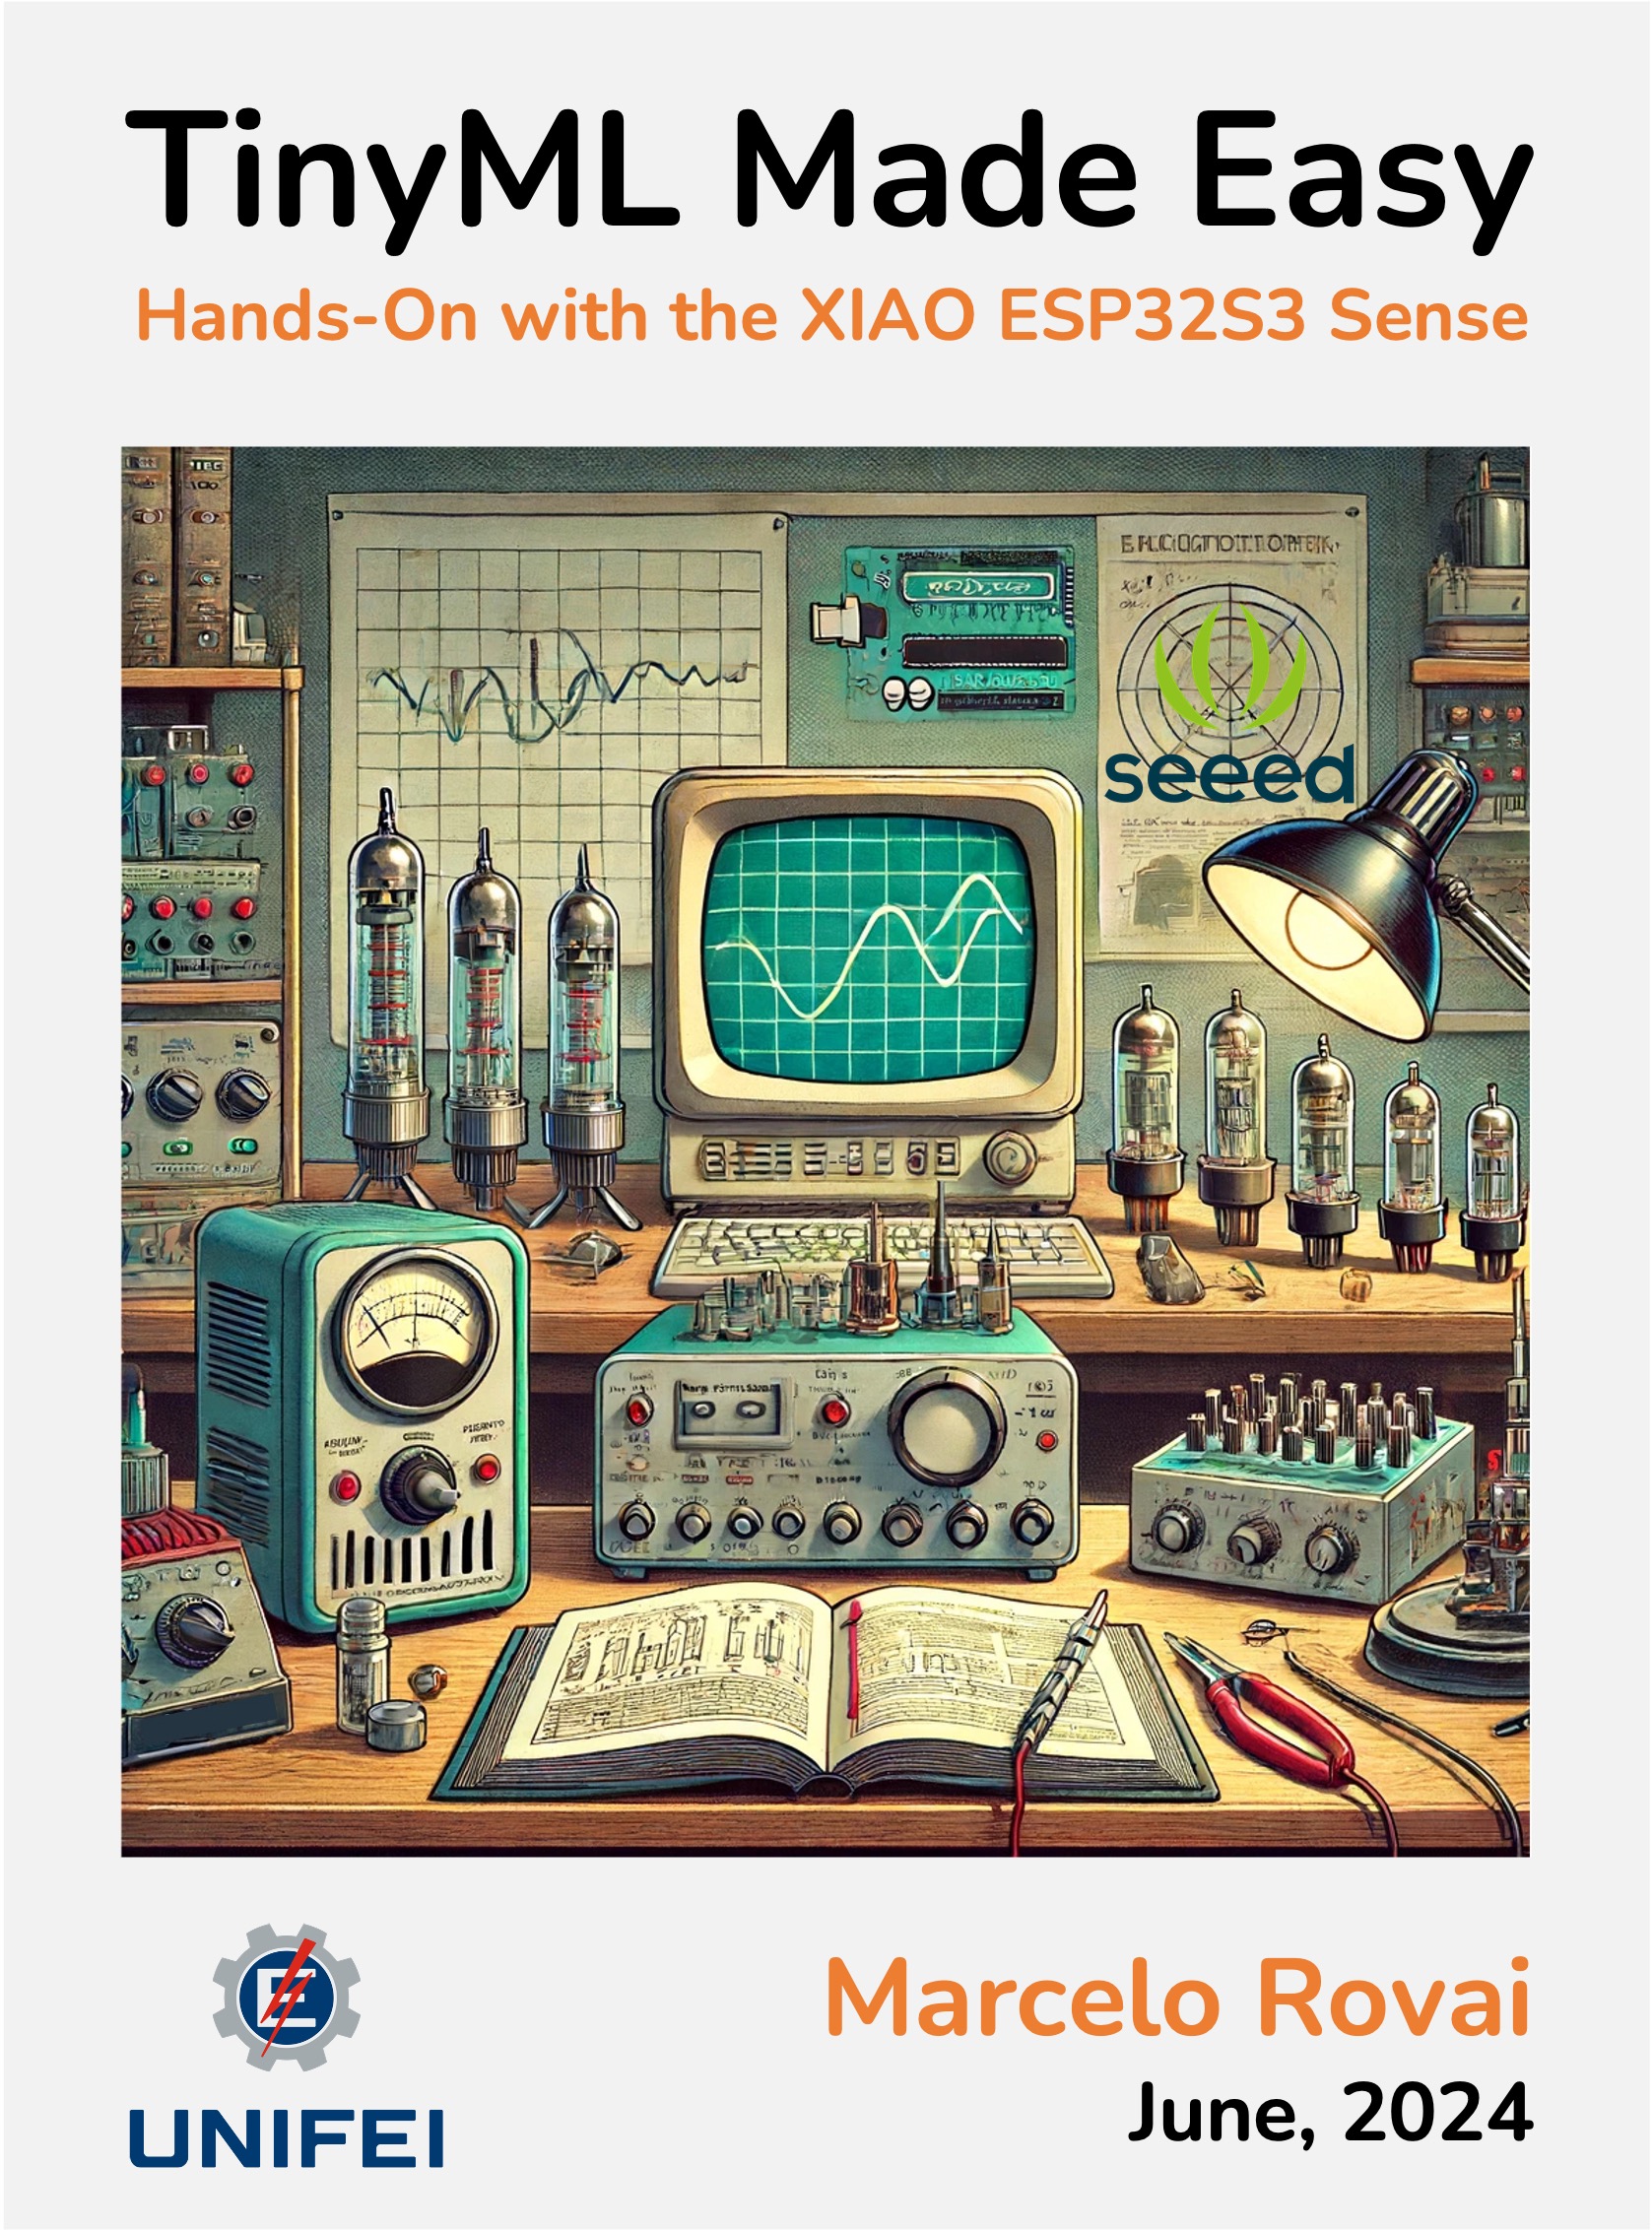 TinyML Made Easy
Hands-On with the XIAO ESP32S3 Sense
seeed
UNIFEI
Marcelo Rovai
June, 2024